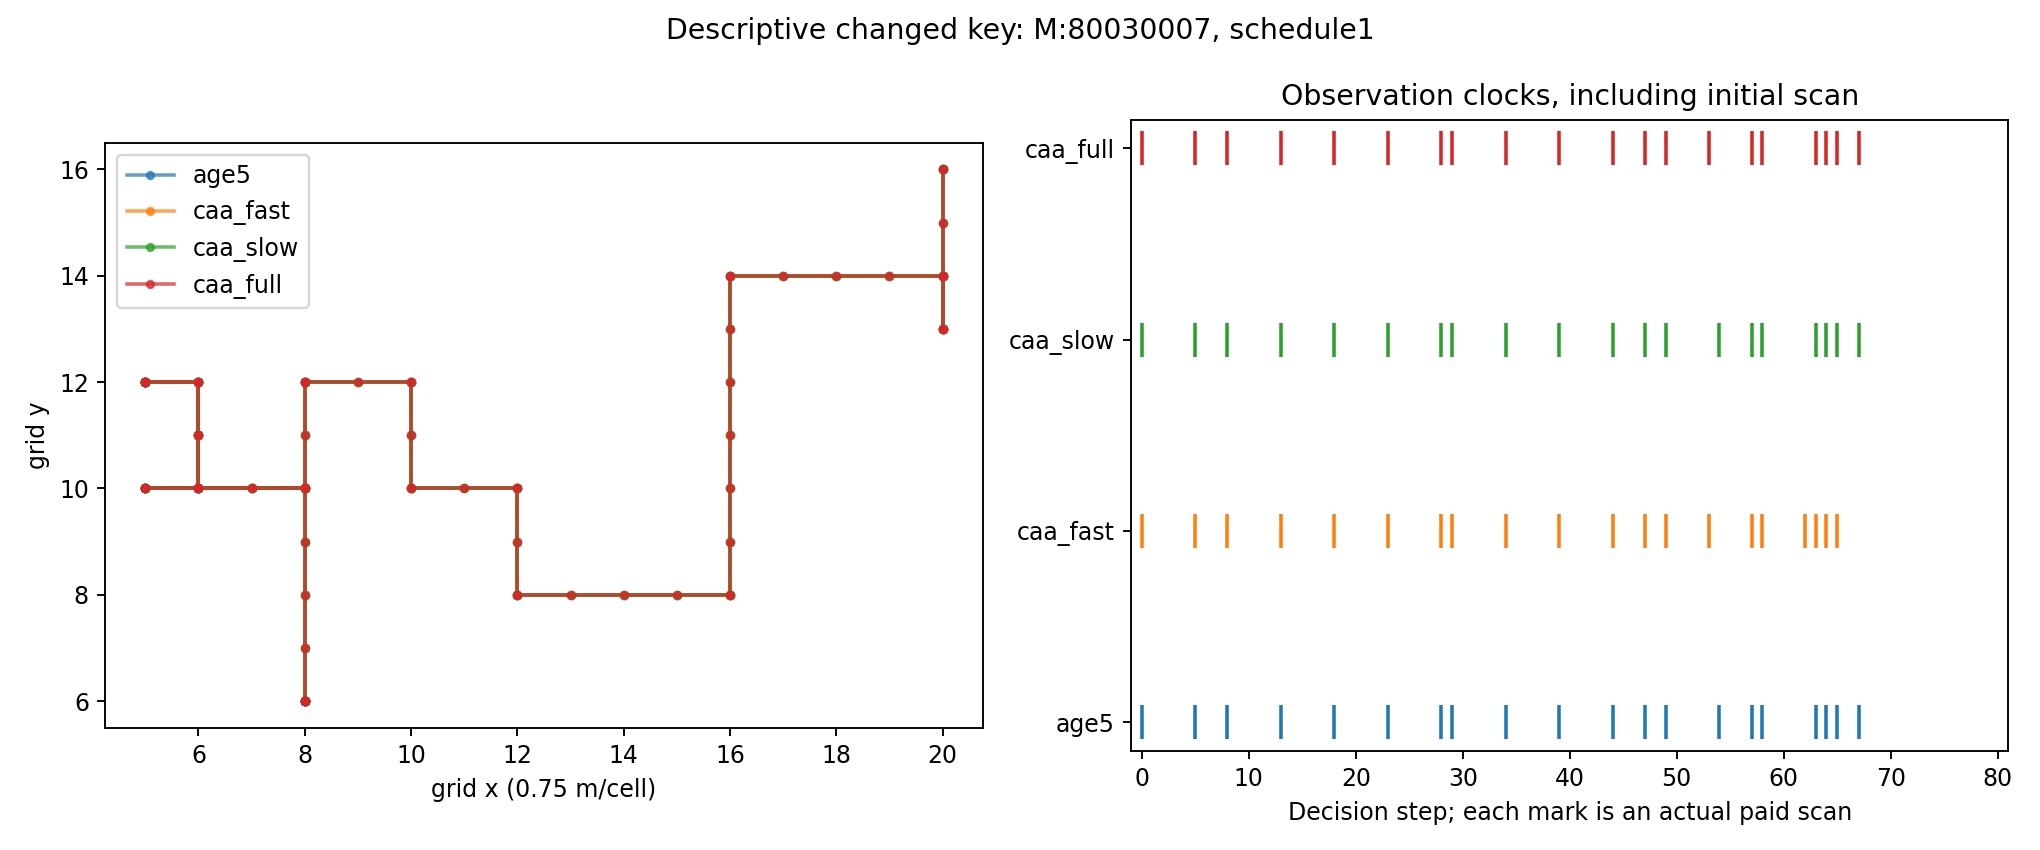 Descriptive changed key: M:80030007, schedule1
age5
caa_fast
caa_slow
caa_full
16
14
12
10
8
6
grid y
6 8 10 12 14 16 18 20
grid x (0.75 m/cell)
Observation clocks, including initial scan
caa_full
caa_slow
caa_fast
age5
0 10 20 30 40 50 60 70 80
Decision step; each mark is an actual paid scan